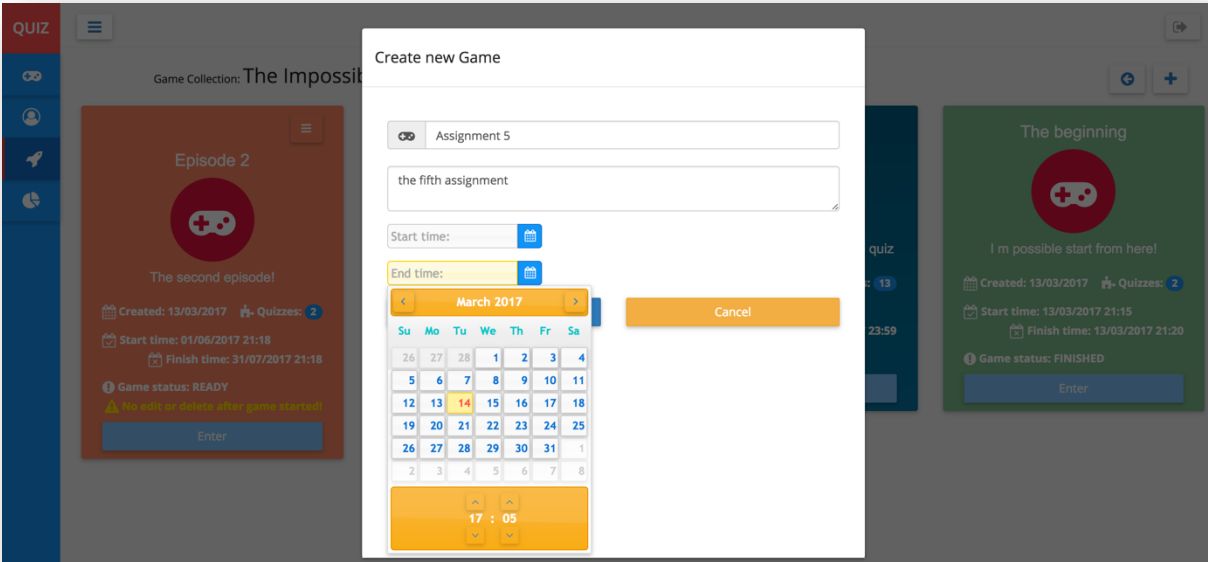 QUIZ
Game Collection: The Impossib
Create new Game
Assignment 5
the fifth assignment
Start time:
End time:
March 2017
Su Mo Tu We Th Fr Sa
26 27 28 1 2 3 4
5 6 7 8 9 10 11
12 13 14 15 16 17 18
19 20 21 22 23 24 25
26 27 28 29 30 31 1
2 3 4 5 6 7 8
17 : 05
Cancel
Episode 2
The second episode!
Created: 13/03/2017 Quizzes: 2
Start time: 01/06/2017 21:18
Finish time: 31/07/2017 21:18
Game status: READY
No edit or delete after game started!
Enter
quiz
: 13
23:59
The beginning
I m possible start from here!
Created: 13/03/2017 Quizzes: 2
Start time: 13/03/2017 21:15
Finish time: 13/03/2017 21:20
Game status: FINISHED
Enter